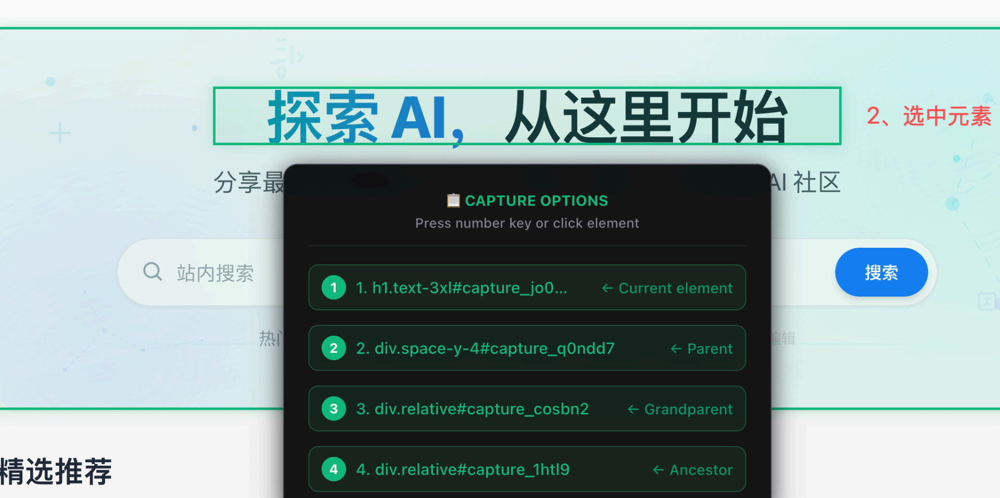 探索 AI，从这里开始
2、选中元素
分享最
AI 社区
📋 CAPTURE OPTIONS
Press number key or click element
站内搜索
搜索
1 1. h1.text-3xl#capture_jo0... ← Current element
热门
编辑
2 2. div.space-y-4#capture_q0ndd7 ← Parent
3 3. div.relative#capture_cosbn2 ← Grandparent
4 4. div.relative#capture_1htl9 ← Ancestor
精选推荐